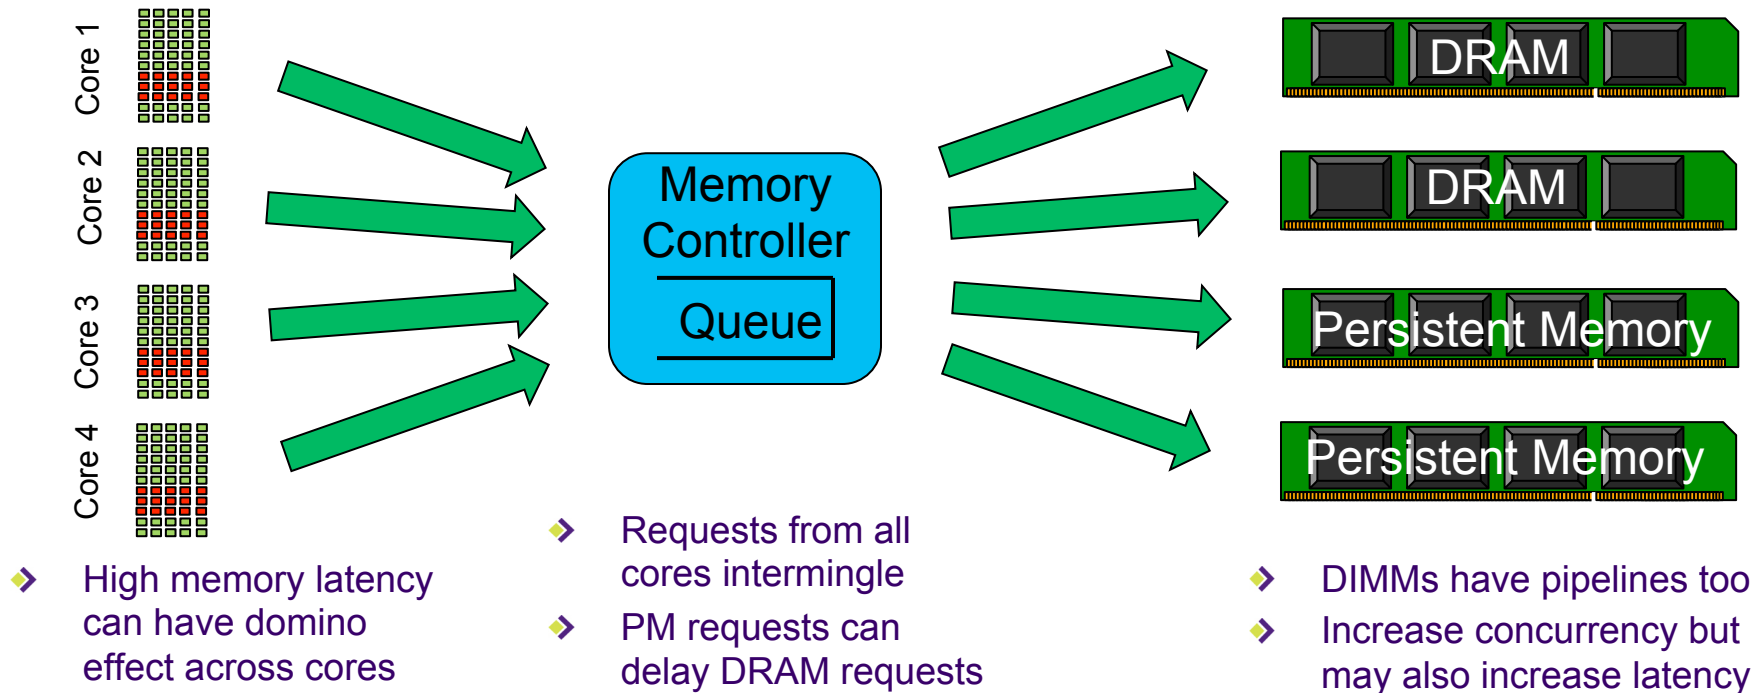 Core 1
Core 2
Core 3
Core 4
High memory latency
can have domino
effect across cores
Memory
Controller
Queue
Requests from all
cores intermingle
PM requests can
delay DRAM requests
DRAM
DRAM
Persistent Memory
Persistent Memory
DIMMs have pipelines too
Increase concurrency but
may also increase latency